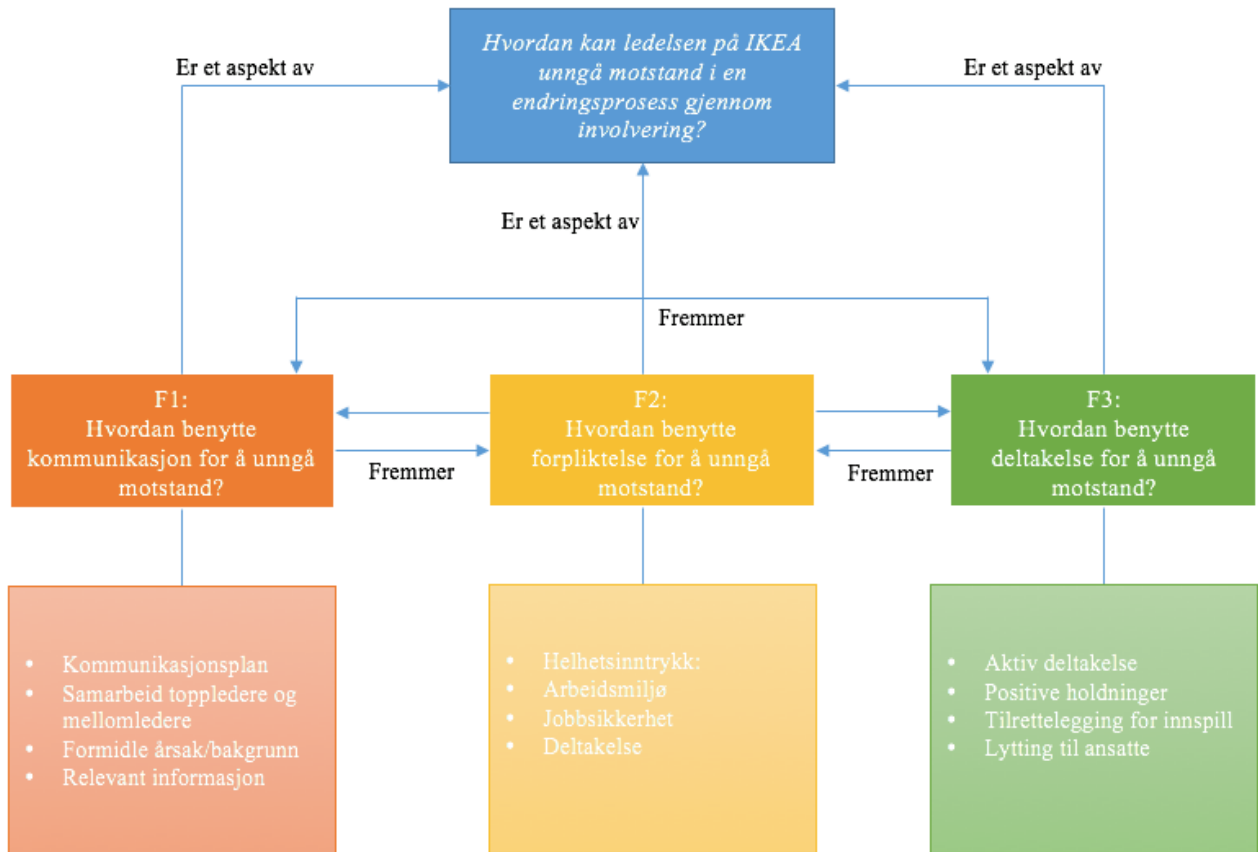 Hvordan kan ledelsen på IKEA
unngå motstand i en
endringsprosess gjennom
involvering?
Er et aspekt av
Er et aspekt av
Er et aspekt av
Fremmer
F1:
Hvordan benytte
kommunikasjon for å unngå
motstand?
Fremmer
F2:
Hvordan benytte
forpliktelse for å unngå
motstand?
Fremmer
F3:
Hvordan benytte
deltakelse for å unngå
motstand?
• Kommunikasjonsplan
• Samarbeid toppledere og
mellomledere
• Formidle årsak/bakgrunn
• Relevant informasjon
• Helhetsinntrykk:
• Arbeidsmiljø
• Jobbsikkerhet
• Deltakelse
• Aktiv deltakelse
• Positive holdninger
• Tilrettelegging for innspill
• Lytting til ansatte